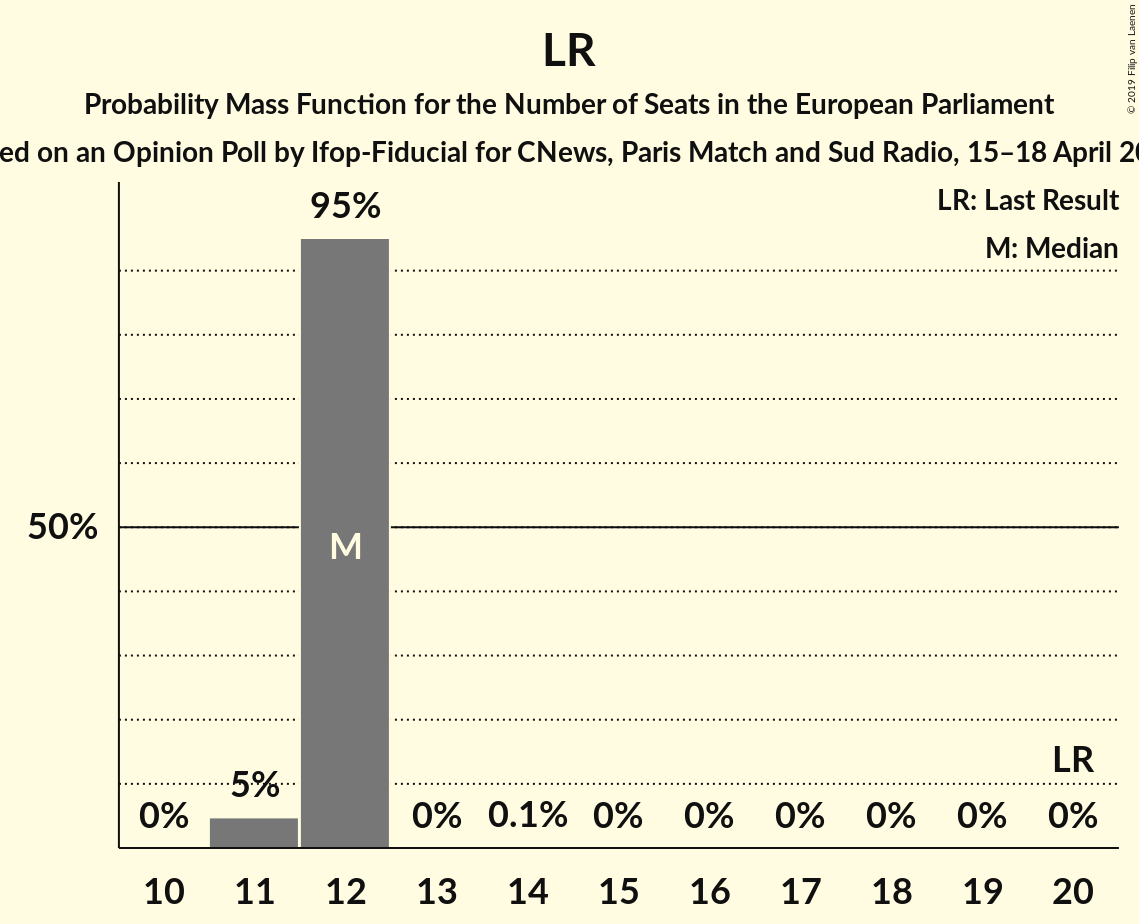 LR
Probability Mass Function for the Number of Seats in the European Parliament
ed on an Opinion Poll by Ifop-Fiducial for CNews, Paris Match and Sud Radio, 15–18 April 20
© 2019 Filip van Laenen
LR: Last Result
M: Median
95%
50%
M
LR
5%
0%
0%
0.1%
0%
0%
0%
0%
0%
0%
10
11
12
13
14
15
16
17
18
19
20